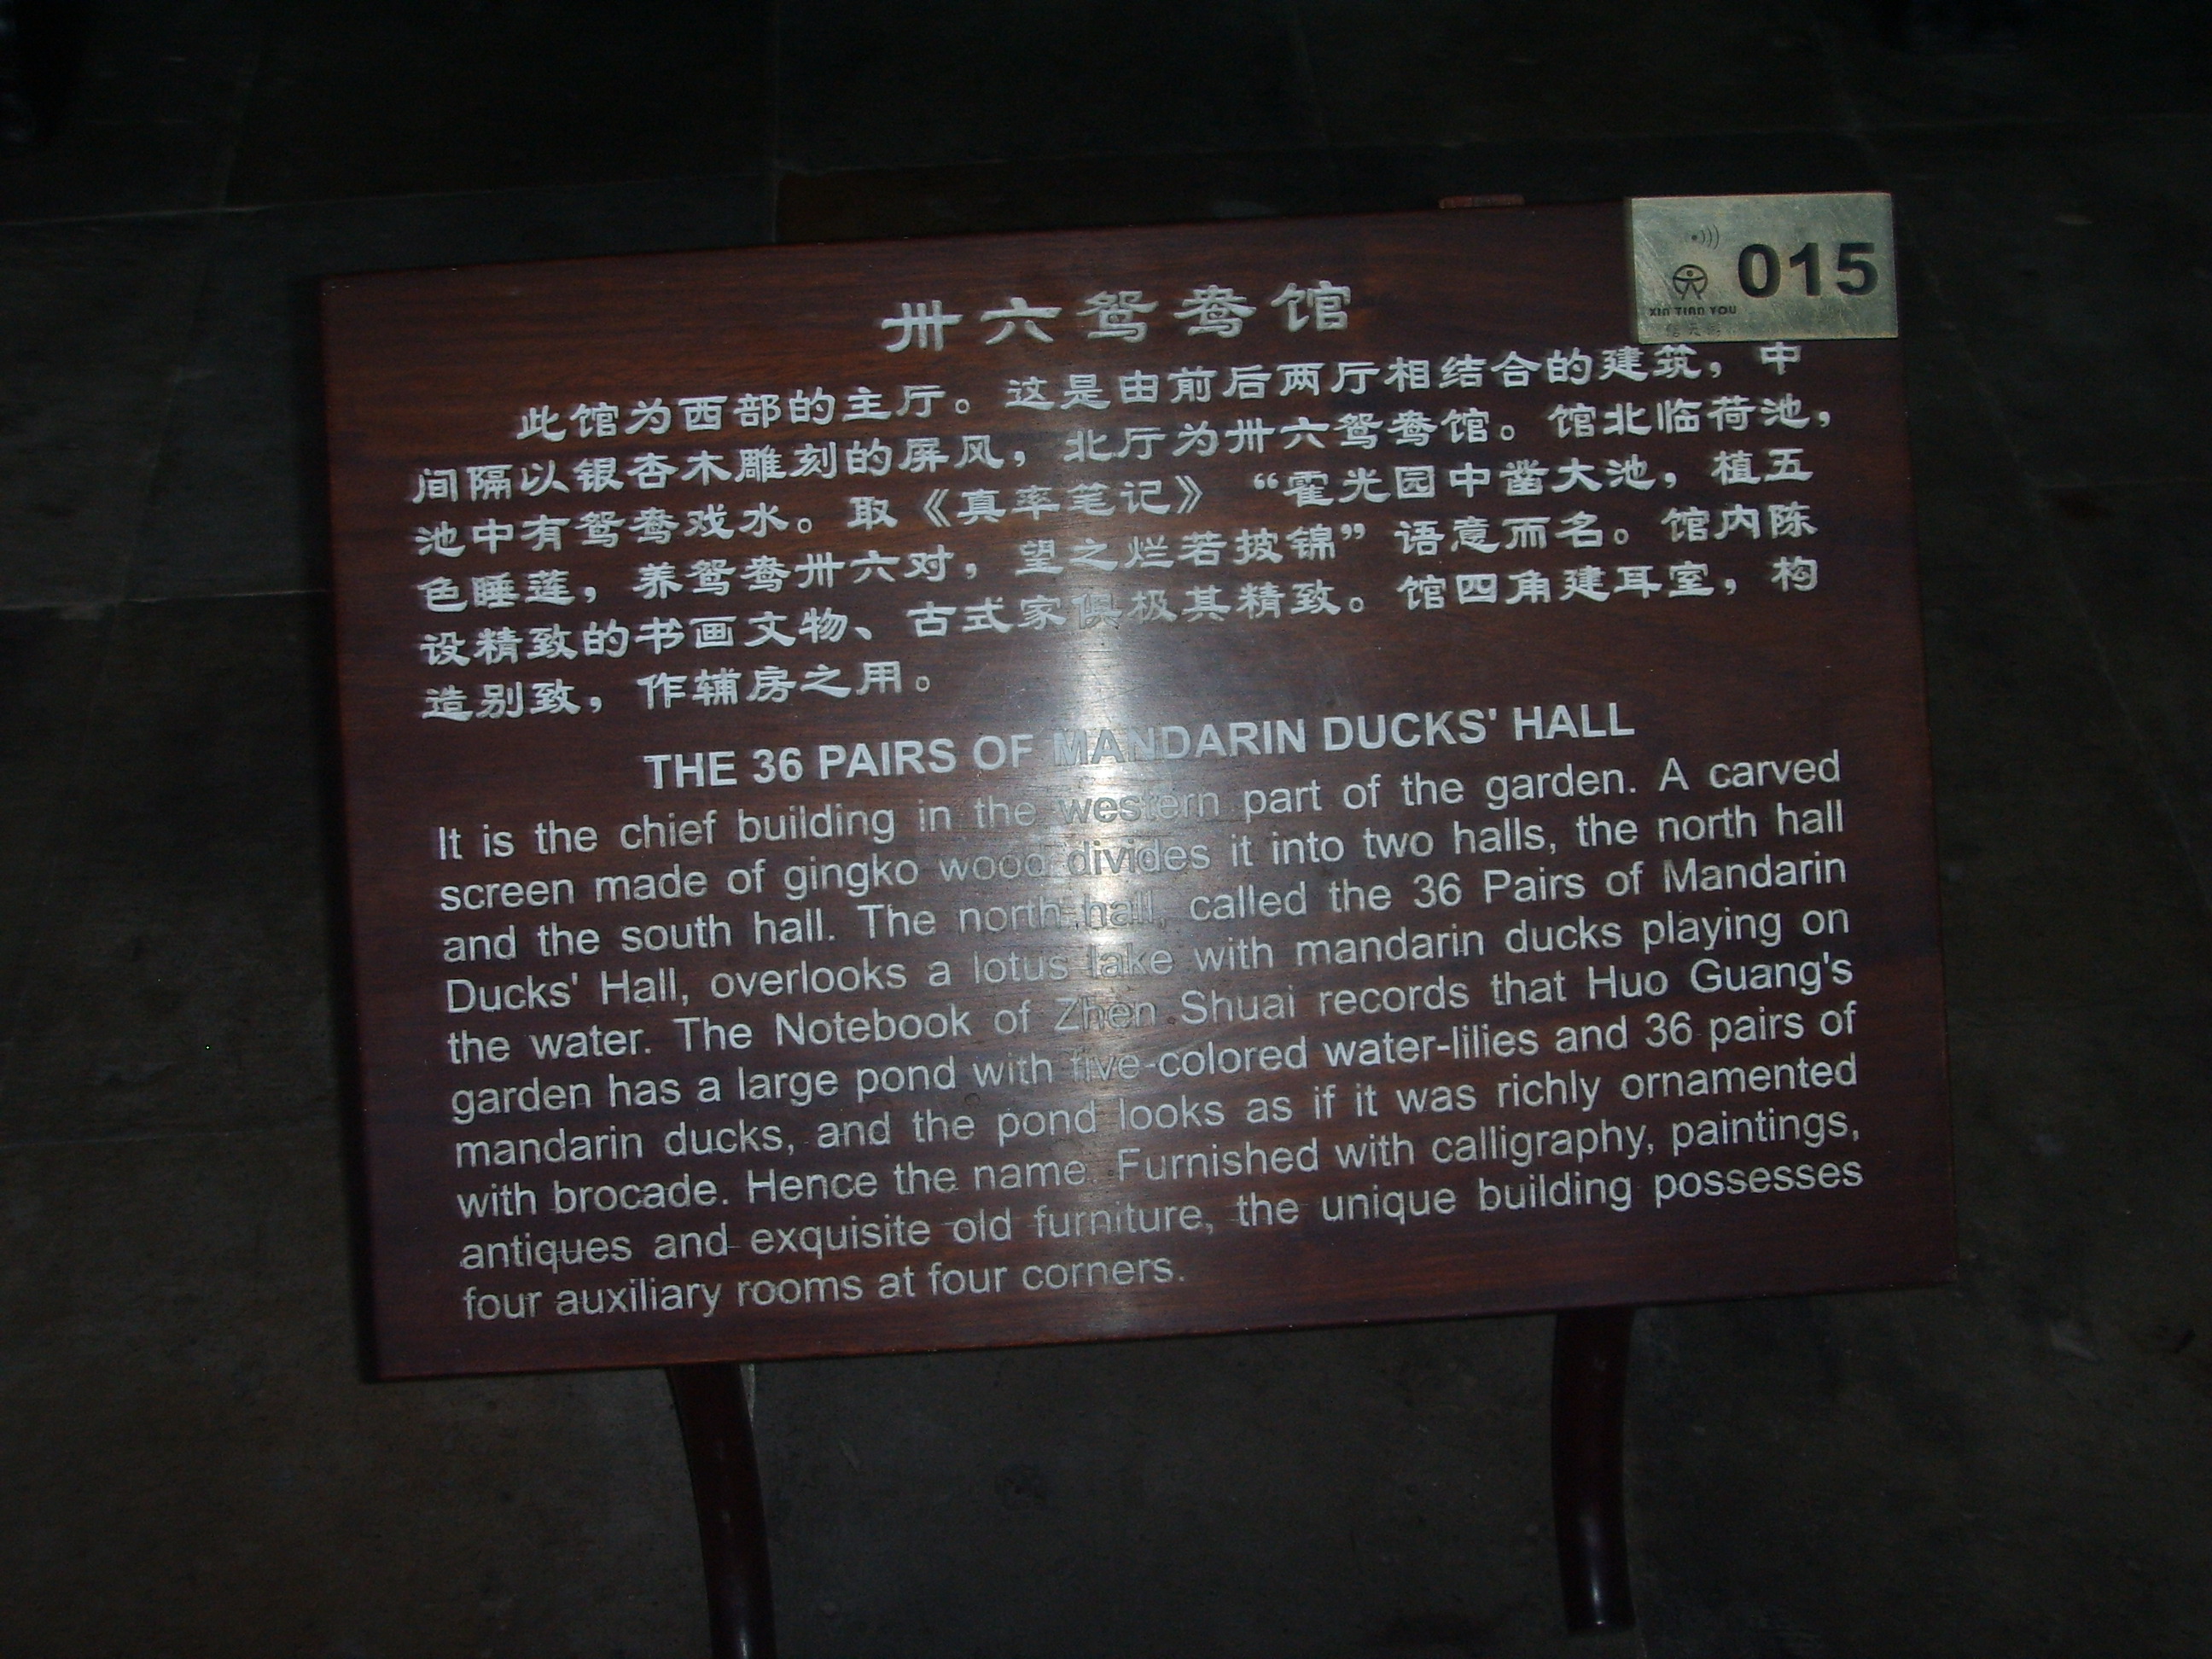 015
XIN TIAN YOU
卅六鸳鸯馆
此馆为西部的主厅。这是由前后两厅相结合的建筑，中
间隔以银杏木雕刻的屏风，北厅为卅六鸳鸯馆。馆北临荷池，
池中有鸳鸯戏水。取《真率笔记》“霍光园中凿大池，植五
色睡莲，养鸳鸯卅六对，望之烂若披锦”语意而名。馆内陈
设精致的书画文物、古式家俱极其精致。馆四角建耳室，构
造别致，作辅房之用。
THE 36 PAIRS OF MANDARIN DUCKS' HALL
It is the chief building in the western part of the garden. A carved
screen made of gingko wood divides it into two halls, the north hall
and the south hall. The north hall, called the 36 Pairs of Mandarin
Ducks' Hall, overlooks a lotus lake with mandarin ducks playing on
the water. The Notebook of Zhen Shuai records that Huo Guang's
garden has a large pond with five-colored water-lilies and 36 pairs of
mandarin ducks, and the pond looks as if it was richly ornamented
with brocade. Hence the name. Furnished with calligraphy, paintings,
antiques and exquisite old furniture, the unique building possesses
four auxiliary rooms at four corners.